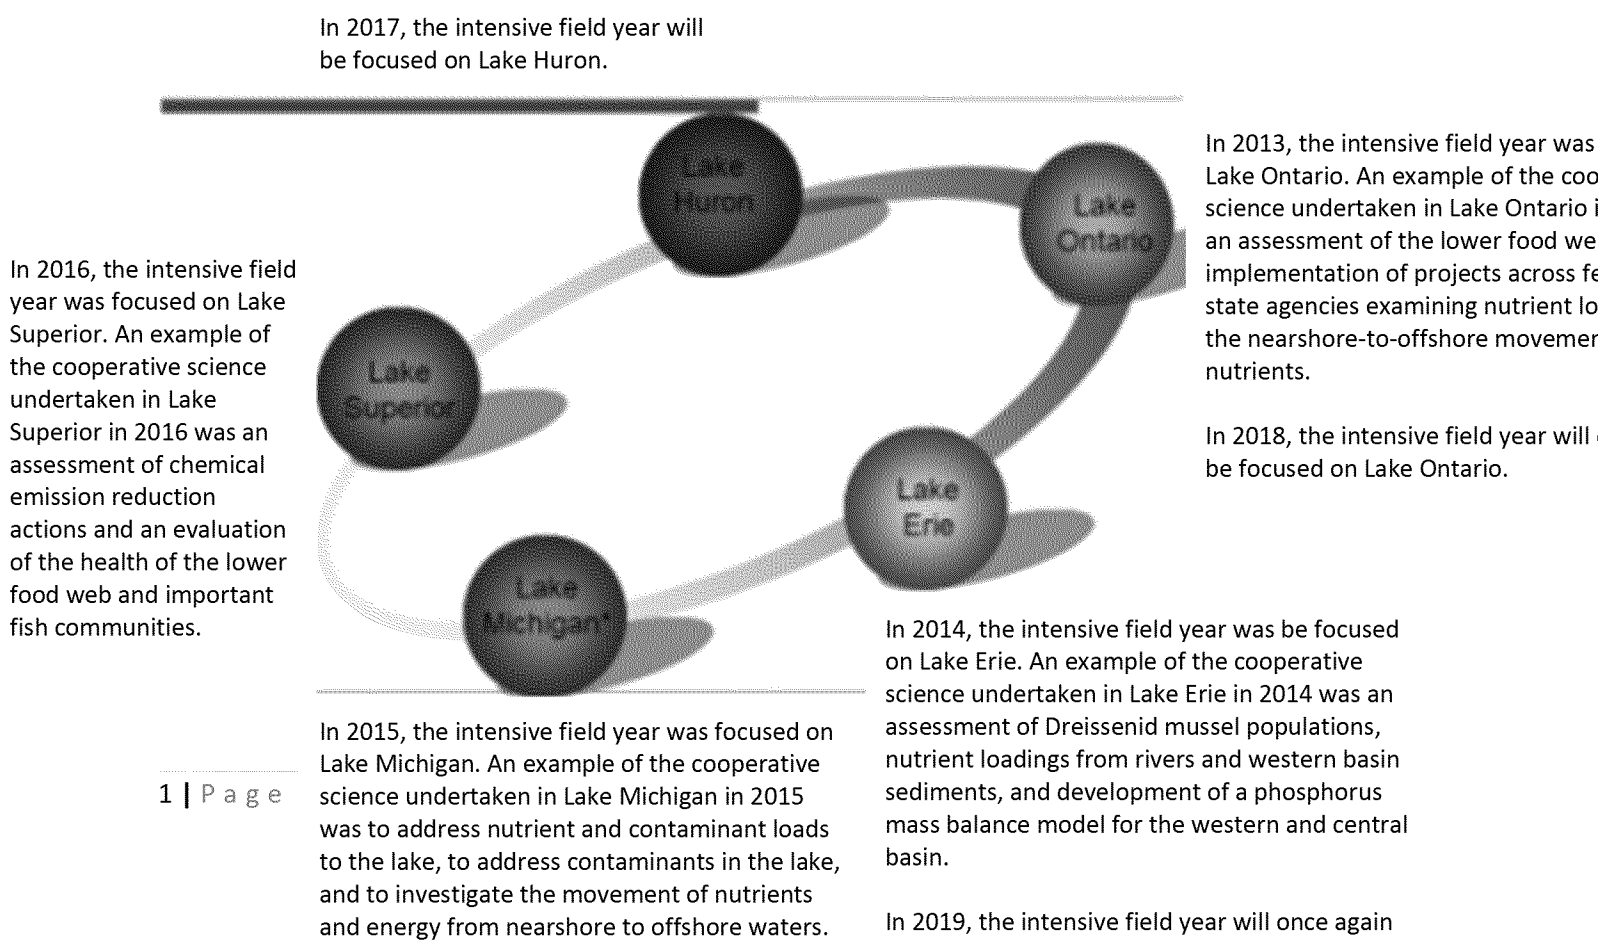 In 2017, the intensive field year will
be focused on Lake Huron.
Lake
Huron
Lake
Ontario
In 2013, the intensive field year was
Lake Ontario. An example of the
science undertaken in Lake Ontario
an assessment of the lower food
implementation of projects across
state agencies examining nutrient
the nearshore-to-offshore
nutrients.
In 2018, the intensive field year will
be focused on Lake Ontario.
In 2016, the intensive field
year was focused on Lake
Superior. An example of
the cooperative science
undertaken in Lake
Superior in 2016 was an
assessment of chemical
emission reduction
actions and an evaluation
of the health of the lower
food web and important
fish communities.
Lake
Superior
Lake
Erie
Lake
Michigan*
In 2014, the intensive field year was be focused
on Lake Erie. An example of the cooperative
science undertaken in Lake Erie in 2014 was an
assessment of Dreissenid mussel populations,
nutrient loadings from rivers and western basin
sediments, and development of a phosphorus
mass balance model for the western and central
basin.
In 2019, the intensive field year will once again
In 2015, the intensive field year was focused on
Lake Michigan. An example of the cooperative
science undertaken in Lake Michigan in 2015
was to address nutrient and contaminant loads
to the lake, to address contaminants in the lake,
and to investigate the movement of nutrients
and energy from nearshore to offshore waters.
1 | Page